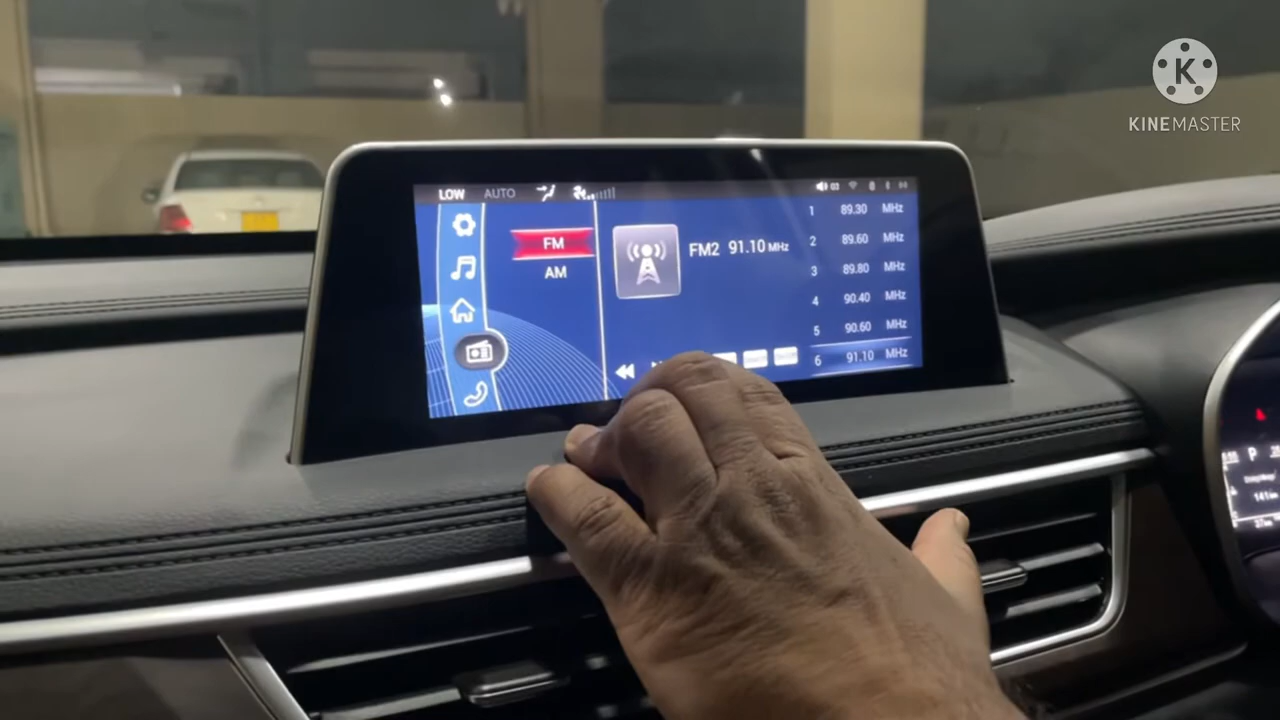 K
KINEMASTER
LOW AUTO
03
FM
AM
FM2 91.10 MHz
1 89.30 MHz
2 89.60 MHz
3 89.80 MHz
4 90.40 MHz
5 90.60 MHz
6 91.10 MHz
P